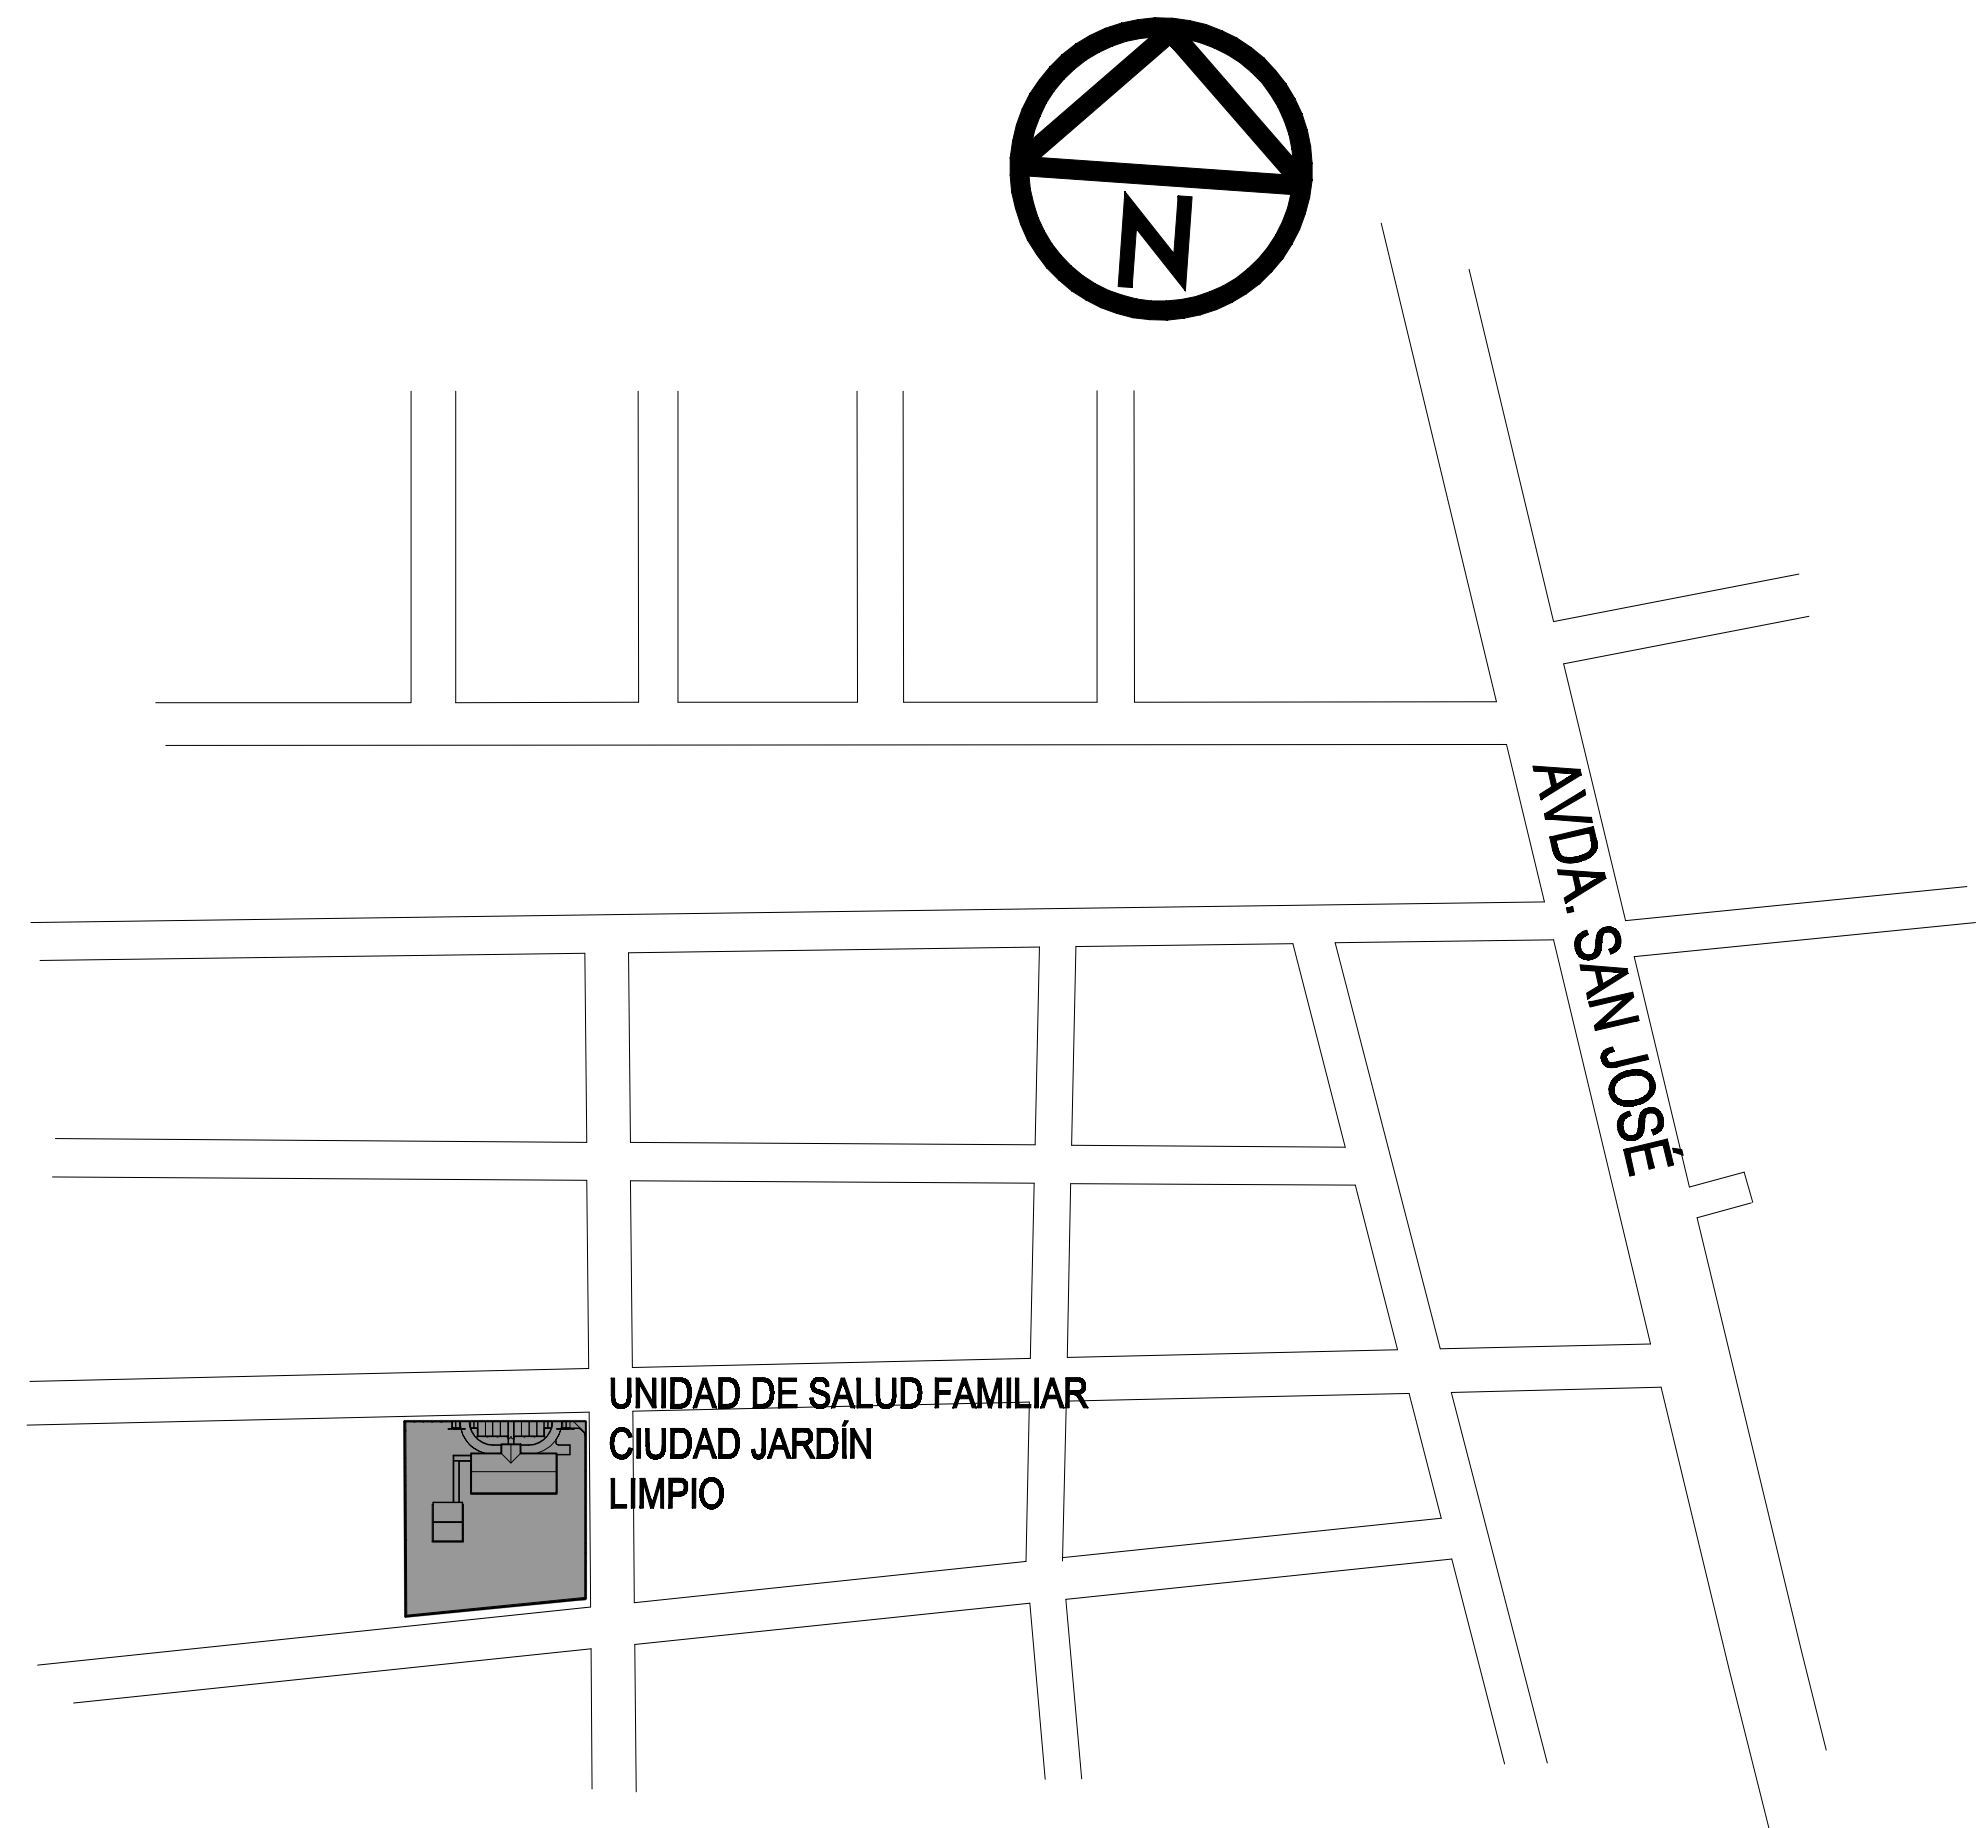 N
AVDA. SAN JOSÉ
UNIDAD DE SALUD FAMILIAR
CIUDAD JARDÍN
LIMPIO